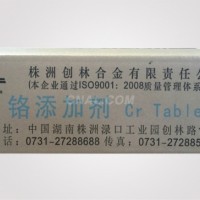 株洲创林合金有限责任公
(本企业通过ISO9001:2008质量管理体系
铬添加剂 Cr Table
址:中国湖南株洲渌口工业园创林路
0731-27288688 传真:0731-272885